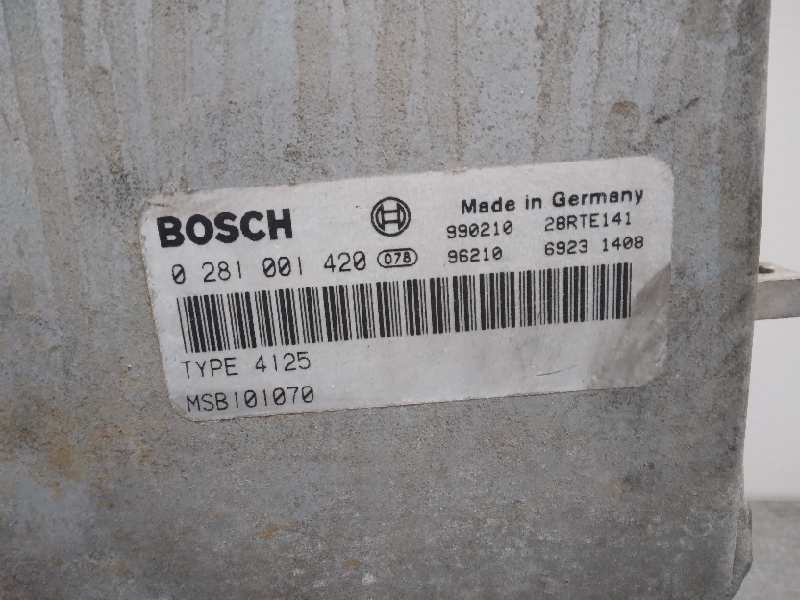 BOSCH Made in Germany
990210 28RTE141
0 281 001 420 078 96210 6923 1408
TYPE 4125
MSB101070